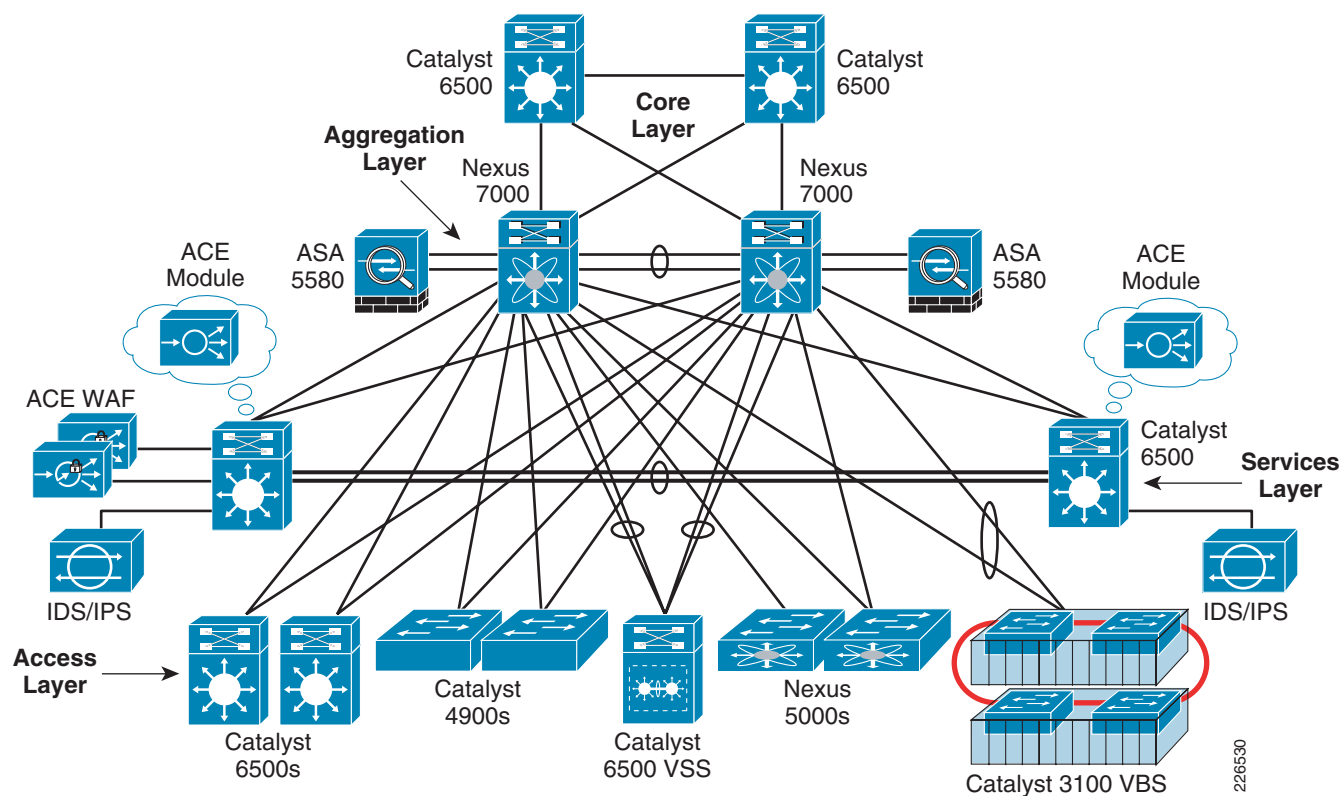 Catalyst
6500
Catalyst
6500
Core
Layer
Aggregation
Layer
Nexus
7000
Nexus
7000
ACE
Module
ASA
5580
ASA
5580
ACE
Module
ACE WAF
Catalyst
6500
Services
Layer
IDS/IPS
IDS/IPS
Access
Layer
Catalyst
6500s
Catalyst
4900s
Catalyst
6500 VSS
Nexus
5000s
Catalyst 3100 VBS
226530